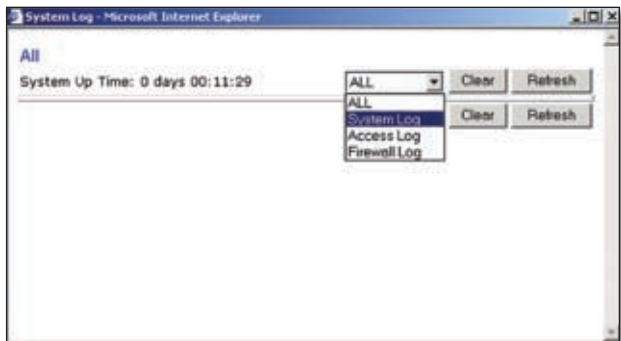 System Log - Microsoft Internet Explorer
All
System Up Time: 0 days 00:11:29
ALL
Clear
Refresh
ALL
System Log
Access Log
Firewall Log
Clear
Refresh